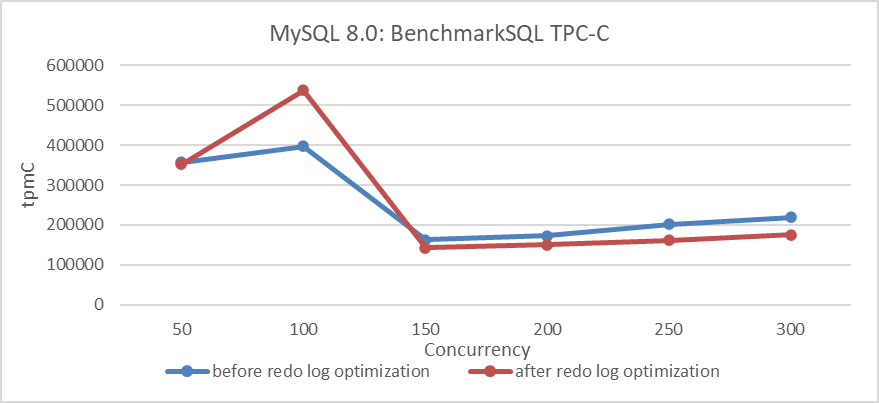 MySQL 8.0: BenchmarkSQL TPC-C
600000
500000
400000
300000
200000
100000
0
tpmC
50 100 150 200 250 300
Concurrency
before redo log optimization after redo log optimization